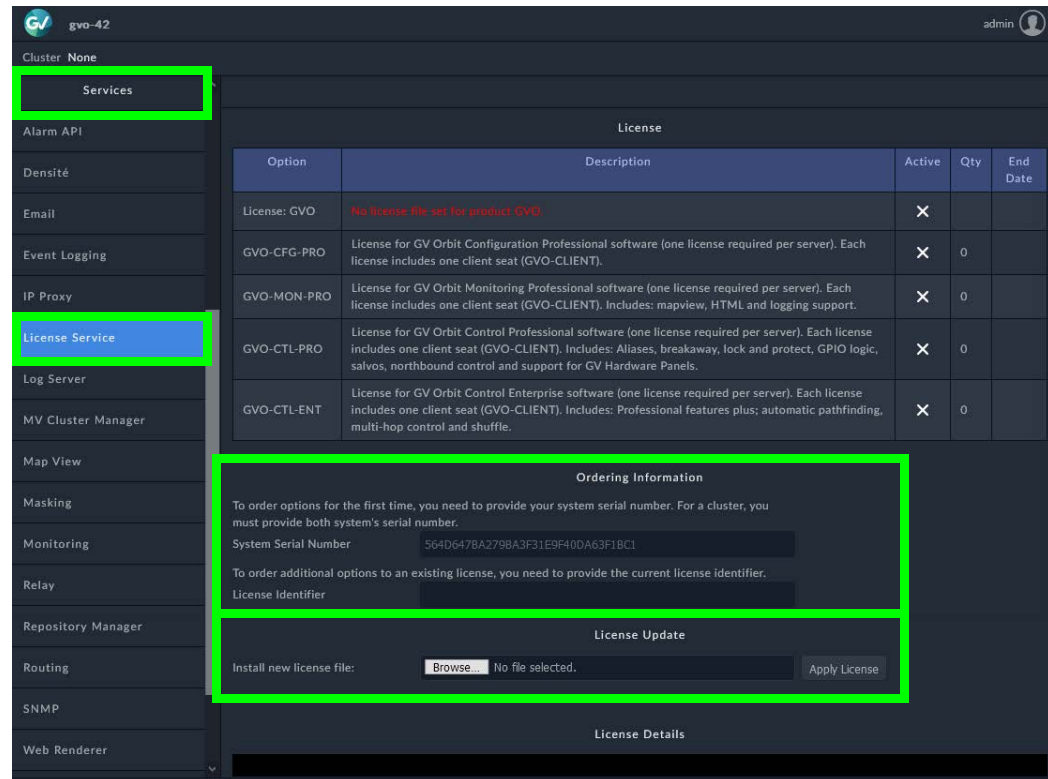 GV gvo-42
admin
Cluster None
Services
Alarm API
Densité
Email
Event Logging
IP Proxy
License Service
Log Server
MV Cluster Manager
Map View
Masking
Monitoring
Relay
Repository Manager
Routing
SNMP
Web Renderer
License
Option Description Active Qty End Date
License: GVO No license file set for product GVO.
GVO-CFG-PRO License for GV Orbit Configuration Professional software (one license required per server). Each
license includes one client seat (GVO-CLIENT). 0
GVO-MON-PRO License for GV Orbit Monitoring Professional software (one license required per server). Each
license includes one client seat (GVO-CLIENT). Includes: mapview, HTML and logging support. 0
GVO-CTL-PRO License for GV Orbit Control Professional software (one license required per server). Each license
includes one client seat (GVO-CLIENT). Includes: Aliases, breakaway, lock and protect, GPIO logic,
salvos, northbound control and support for GV Hardware Panels. 0
GVO-CTL-ENT License for GV Orbit Control Enterprise software (one license required per server). Each license
includes one client seat (GVO-CLIENT). Includes: Professional features plus; automatic pathfinding,
multi-hop control and shuffle. 0
Ordering Information
To order options for the first time, you need to provide your system serial number. For a cluster, you
must provide both system's serial number.
System Serial Number 564D647BA279BA3F31E9F40DA63F1BC1
To order additional options to an existing license, you need to provide the current license identifier.
License Identifier
License Update
Install new license file: Browse... No file selected. Apply License
License Details